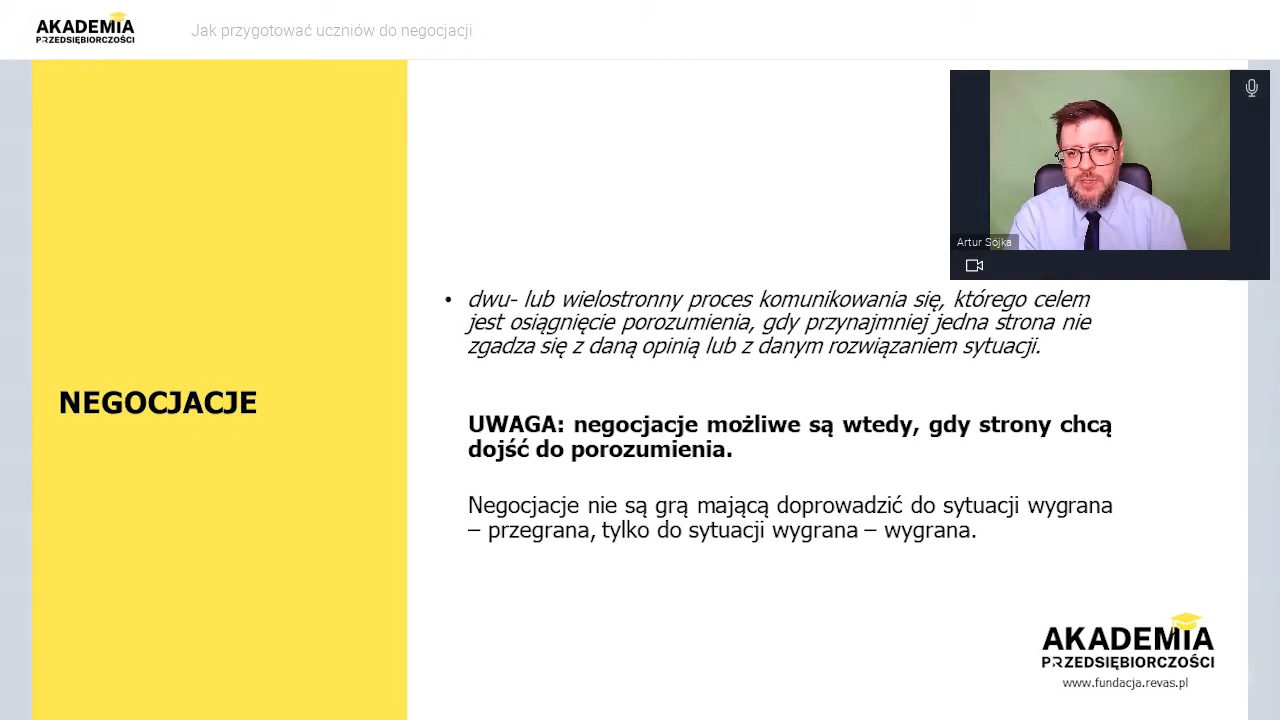 AKADEMIA
PRZEDSIĘBIORCZOŚCI
Jak przygotować uczniów do negocjacji
Artur Sójka
NEGOCJACJE
• dwu- lub wielostronny proces komunikowania się, którego celem
jest osiągnięcie porozumienia, gdy przynajmniej jedna strona nie
zgadza się z daną opinią lub z danym rozwiązaniem sytuacji.
UWAGA: negocjacje możliwe są wtedy, gdy strony chcą
dojść do porozumienia.
Negocjacje nie są grą mającą doprowadzić do sytuacji wygrana
– przegrana, tylko do sytuacji wygrana – wygrana.
AKADEMIA
PRZEDSIĘBIORCZOŚCI
www.fundacja.revas.pl